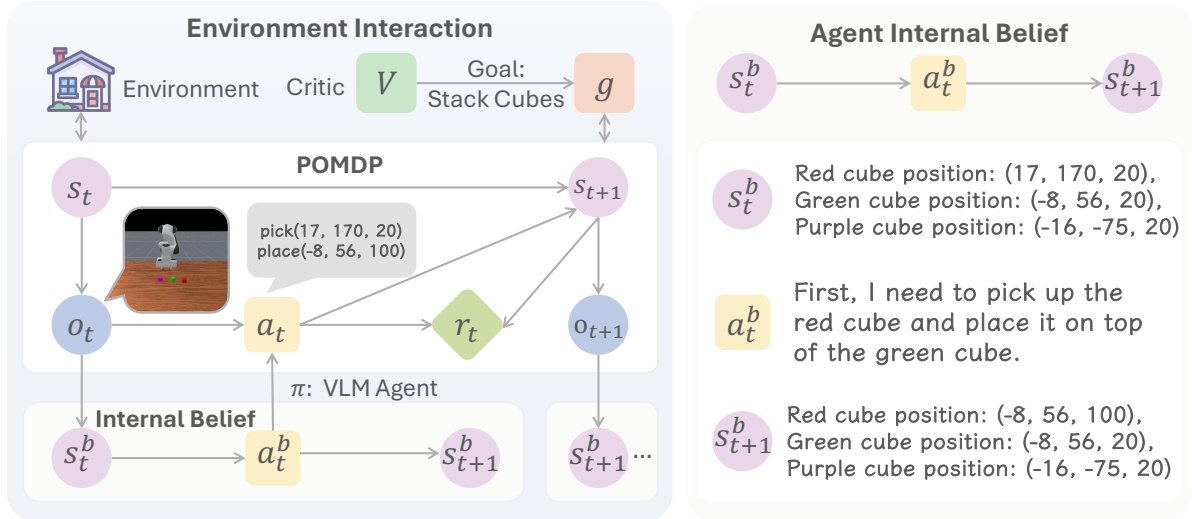 Environment Interaction
Environment
Critic
V
Goal:
Stack Cubes
g
POMDP
s_t
s_{t+1}
pick(17, 170, 20)
place(-8, 56, 100)
o_t
a_t
r_t
o_{t+1}
π: VLM Agent
Internal Belief
s_t^b
a_t^b
s_{t+1}^b
s_{t+1}^b ...
Agent Internal Belief
s_t^b
a_t^b
s_{t+1}^b
s_t^b
Red cube position: (17, 170, 20),
Green cube position: (-8, 56, 20),
Purple cube position: (-16, -75, 20)
a_t^b
First, I need to pick up the
red cube and place it on top
of the green cube.
s_{t+1}^b
Red cube position: (-8, 56, 100),
Green cube position: (-8, 56, 20),
Purple cube position: (-16, -75, 20)